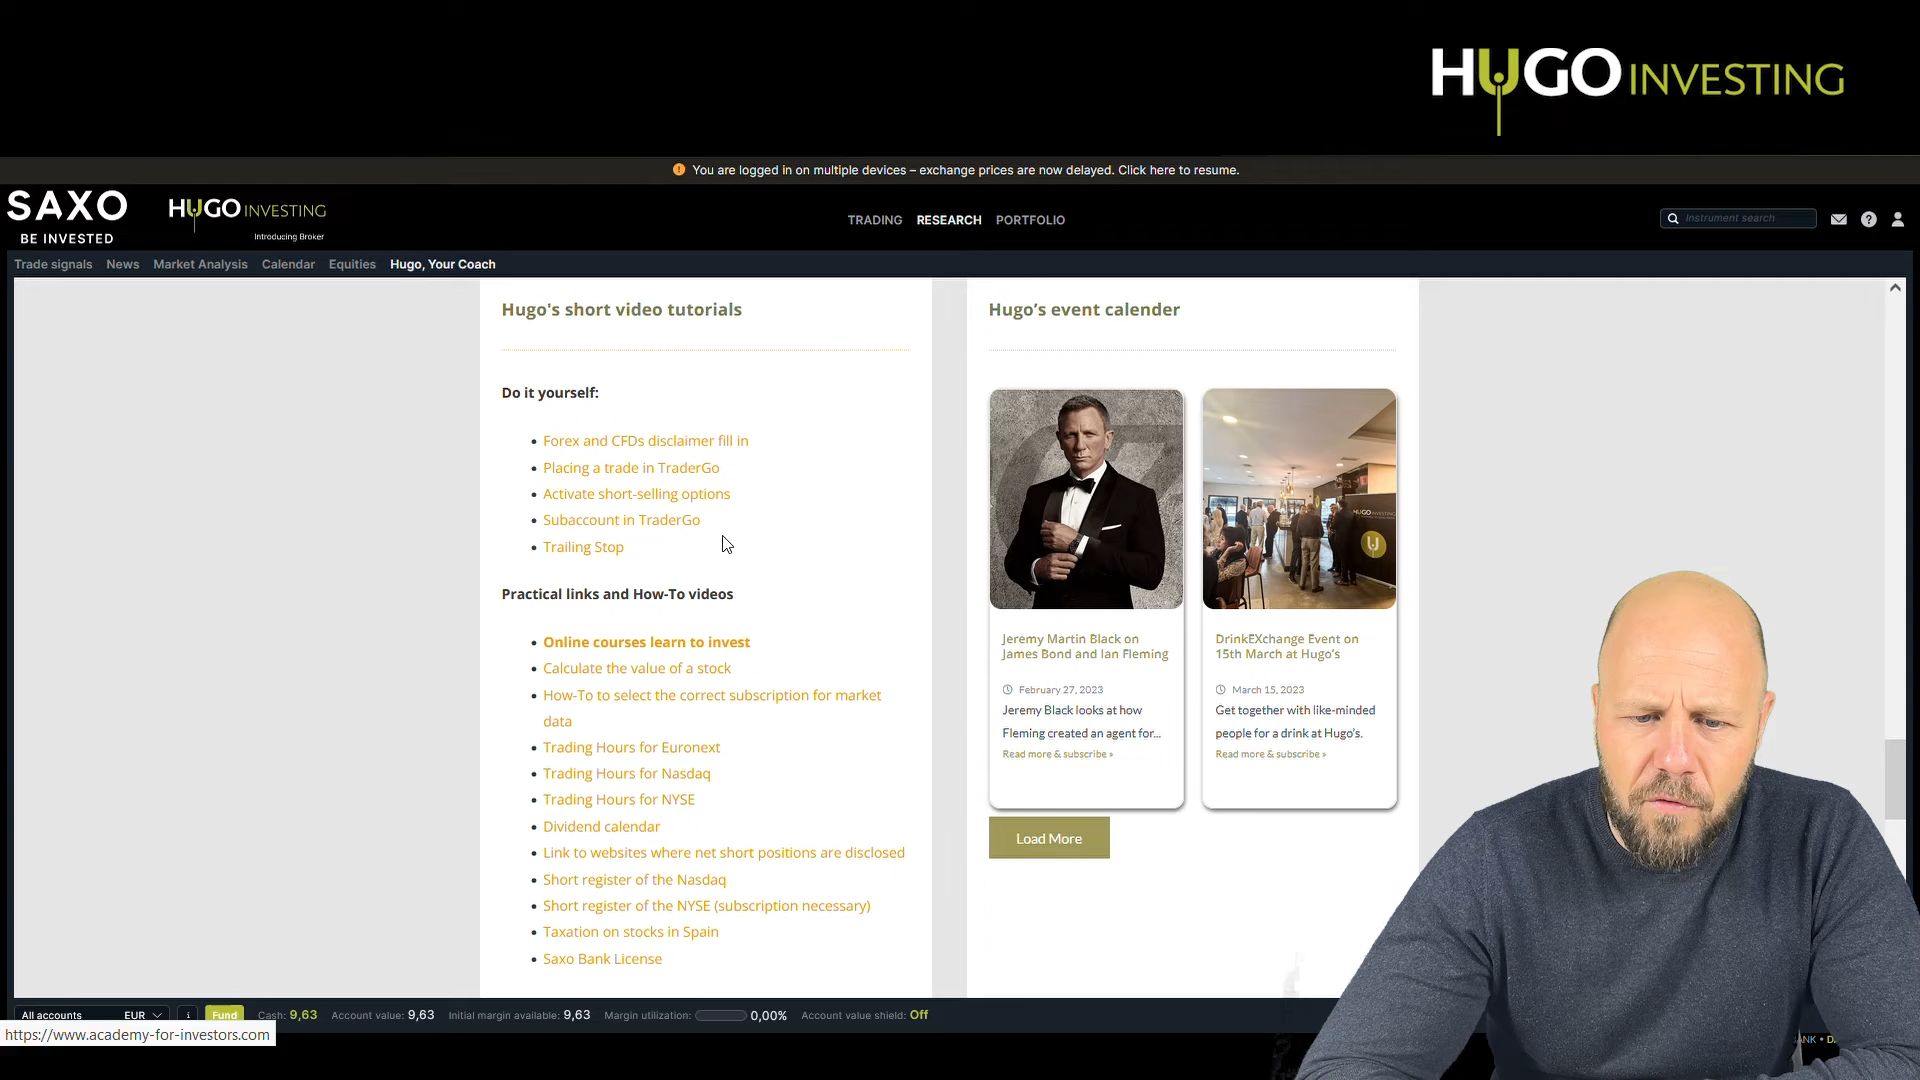 HUGO INVESTING
You are logged in on multiple devices – exchange prices are now delayed. Click here to resume.
SAXO
BE INVESTED
HUGO INVESTING
Introducing Broker
TRADING RESEARCH PORTFOLIO
Instrument search
Trade signals News Market Analysis Calendar Equities Hugo, Your Coach
Hugo's short video tutorials
Do it yourself:
• Forex and CFDs disclaimer fill in
• Placing a trade in TraderGo
• Activate short-selling options
• Subaccount in TraderGo
• Trailing Stop
Practical links and How-To videos
• Online courses learn to invest
• Calculate the value of a stock
• How-To to select the correct subscription for market
data
• Trading Hours for Euronext
• Trading Hours for Nasdaq
• Trading Hours for NYSE
• Dividend calendar
• Link to websites where net short positions are disclosed
• Short register of the Nasdaq
• Short register of the NYSE (subscription necessary)
• Taxation on stocks in Spain
• Saxo Bank License
Hugo’s event calender
Jeremy Martin Black on
James Bond and Ian Fleming
February 27, 2023
Jeremy Black looks at how
Fleming created an agent for...
Read more & subscribe »
HUGO INVESTING
DrinkEXchange Event on
15th March at Hugo’s
March 15, 2023
Get together with like-minded
people for a drink at Hugo’s.
Read more & subscribe »
Load More
All accounts EUR i Fund Cash: 9,63 Account value: 9,63 Initial margin available: 9,63 Margin utilization: 0,00% Account value shield: Off
https://www.academy-for-investors.com